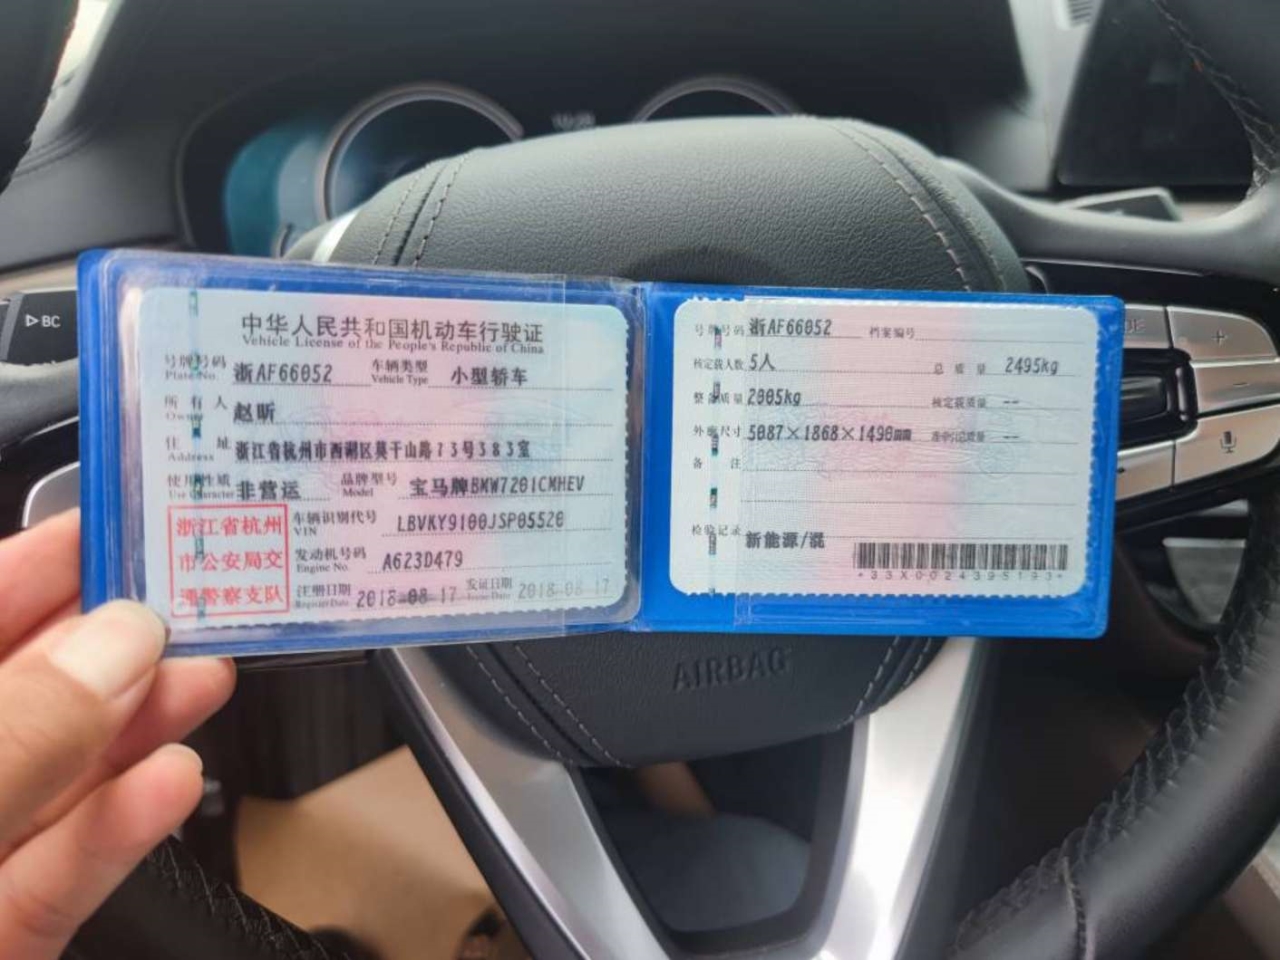 中华人民共和国机动车行驶证
Vehicle License of the People's Republic of China
号牌号码 浙AF66052 车辆类型 小型轿车
Plate No. Vehicle Type
所有人 赵昕
Owner
住址 浙江省杭州市西湖区莫干山路73号383室
Address
使用性质 非营运 品牌型号 宝马牌BMW7201CMHEV
Use Character Model
浙江省杭州
市公安局交
通警察支队
车辆识别代号 LBVKY9100JSP05520
VIN
发动机号码 A623D479
Engine No.
注册日期 2018-08-17 发证日期 2018-08-17
Register Date Issue Date
号牌号码 浙AF66052 档案编号
核定载人数 5人 总质量 2495kg
整备质量 2005kg 核定载质量 --
外廓尺寸 5087×1868×1490mm 准牵引总质量 --
备注
检验记录 新能源/混
*33X0024395193*
BC
AIRBAG
+
-